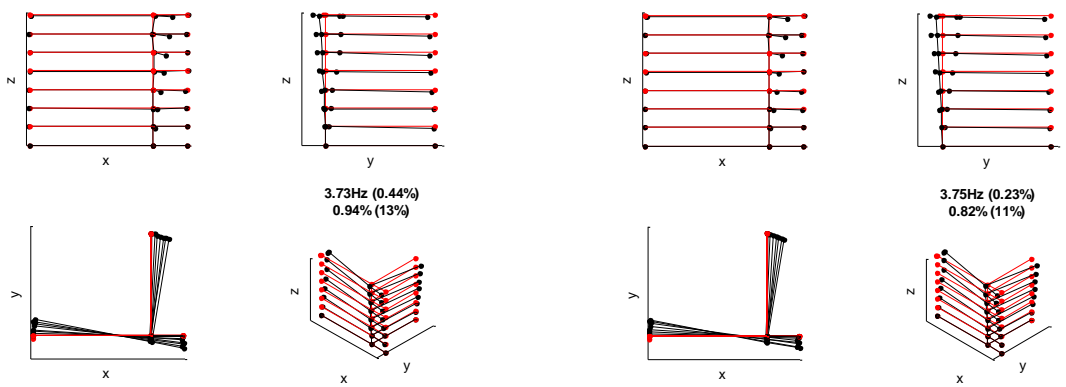 z
x
z
y
z
x
z
y
3.73Hz (0.44%)
0.94% (13%)
3.75Hz (0.23%)
0.82% (11%)
y
x
z
x
y
y
x
z
x
y